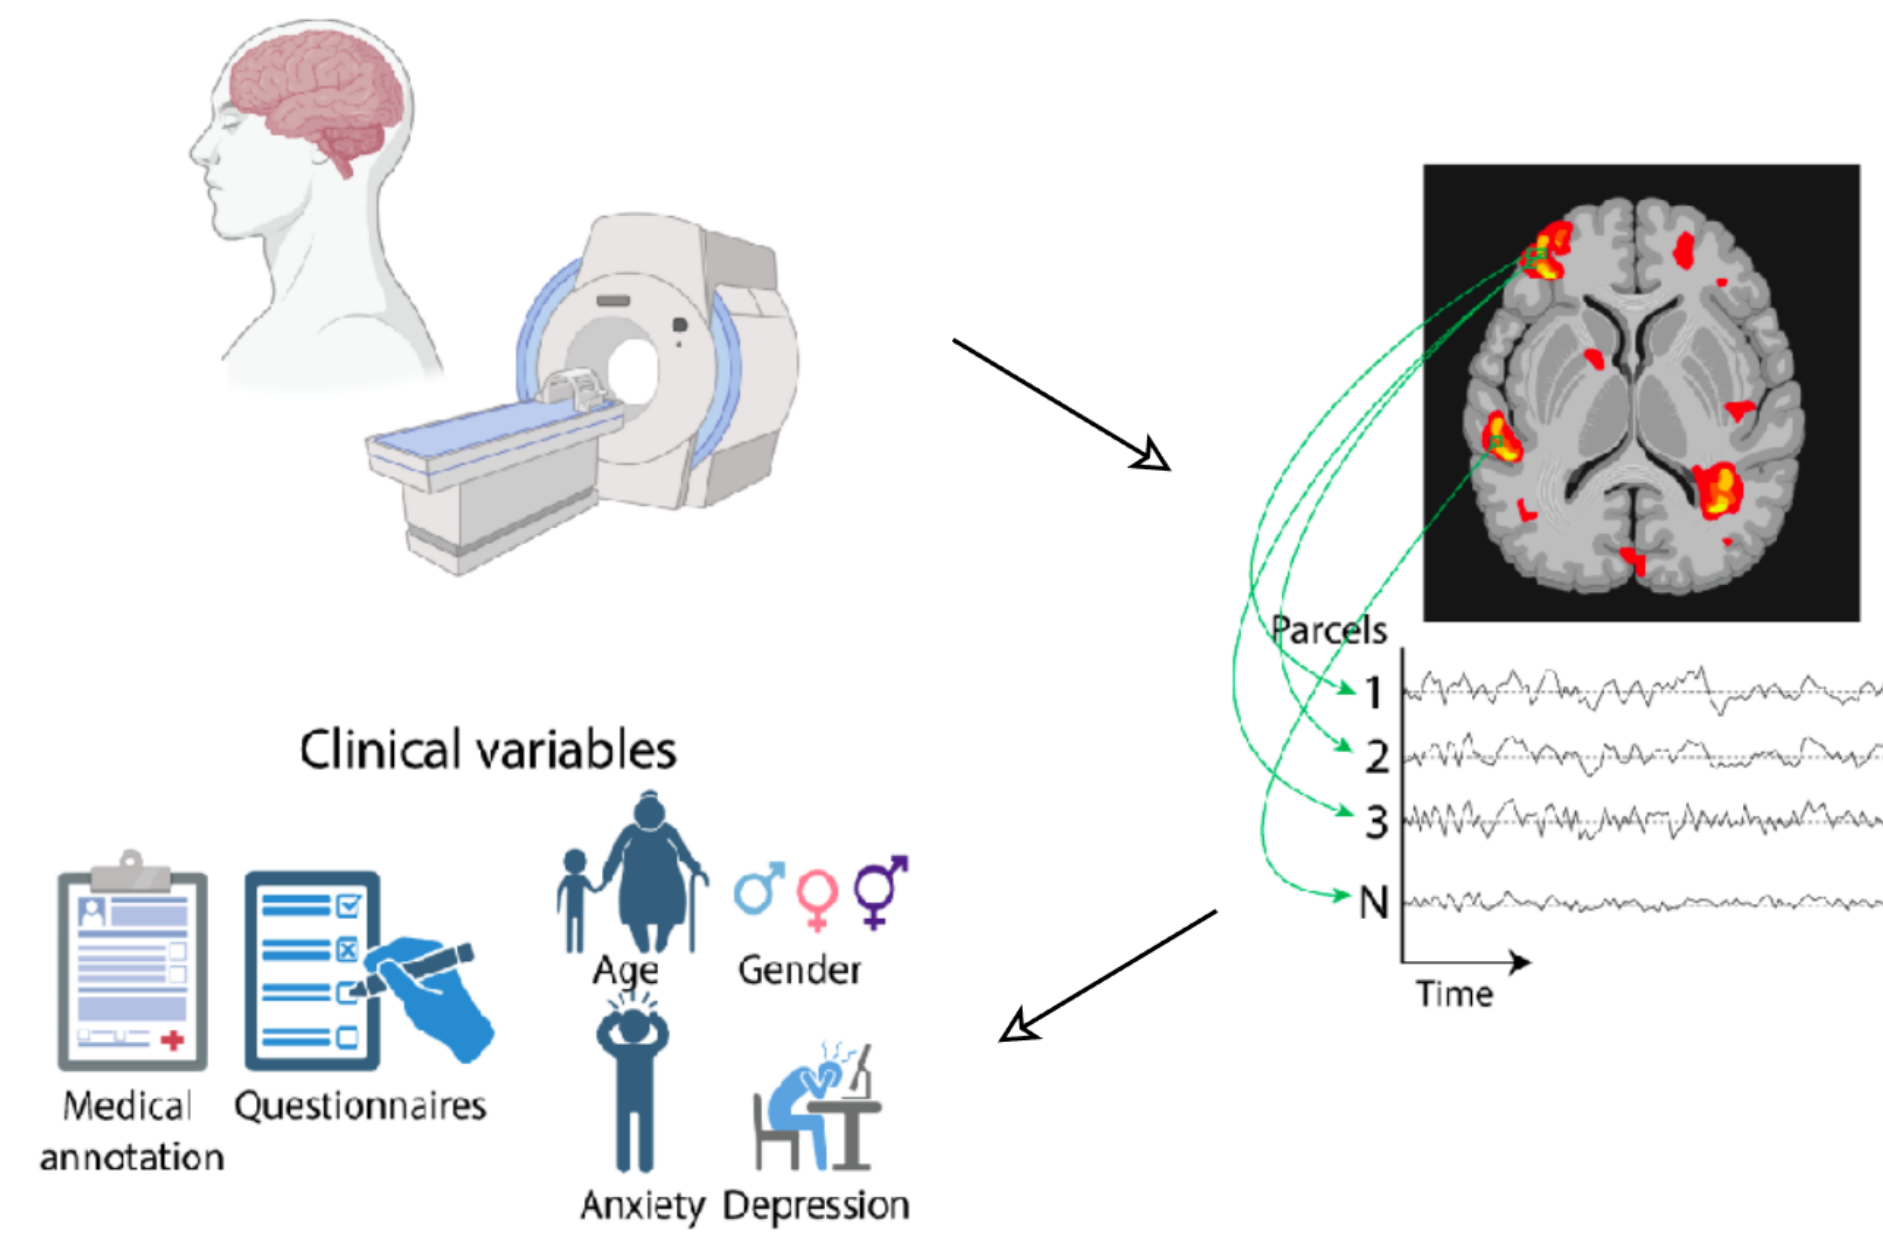 Parcels
1
2
3
N
Time
Clinical variables
Age
Gender
Medical
annotation
Questionnaires
Anxiety
Depression